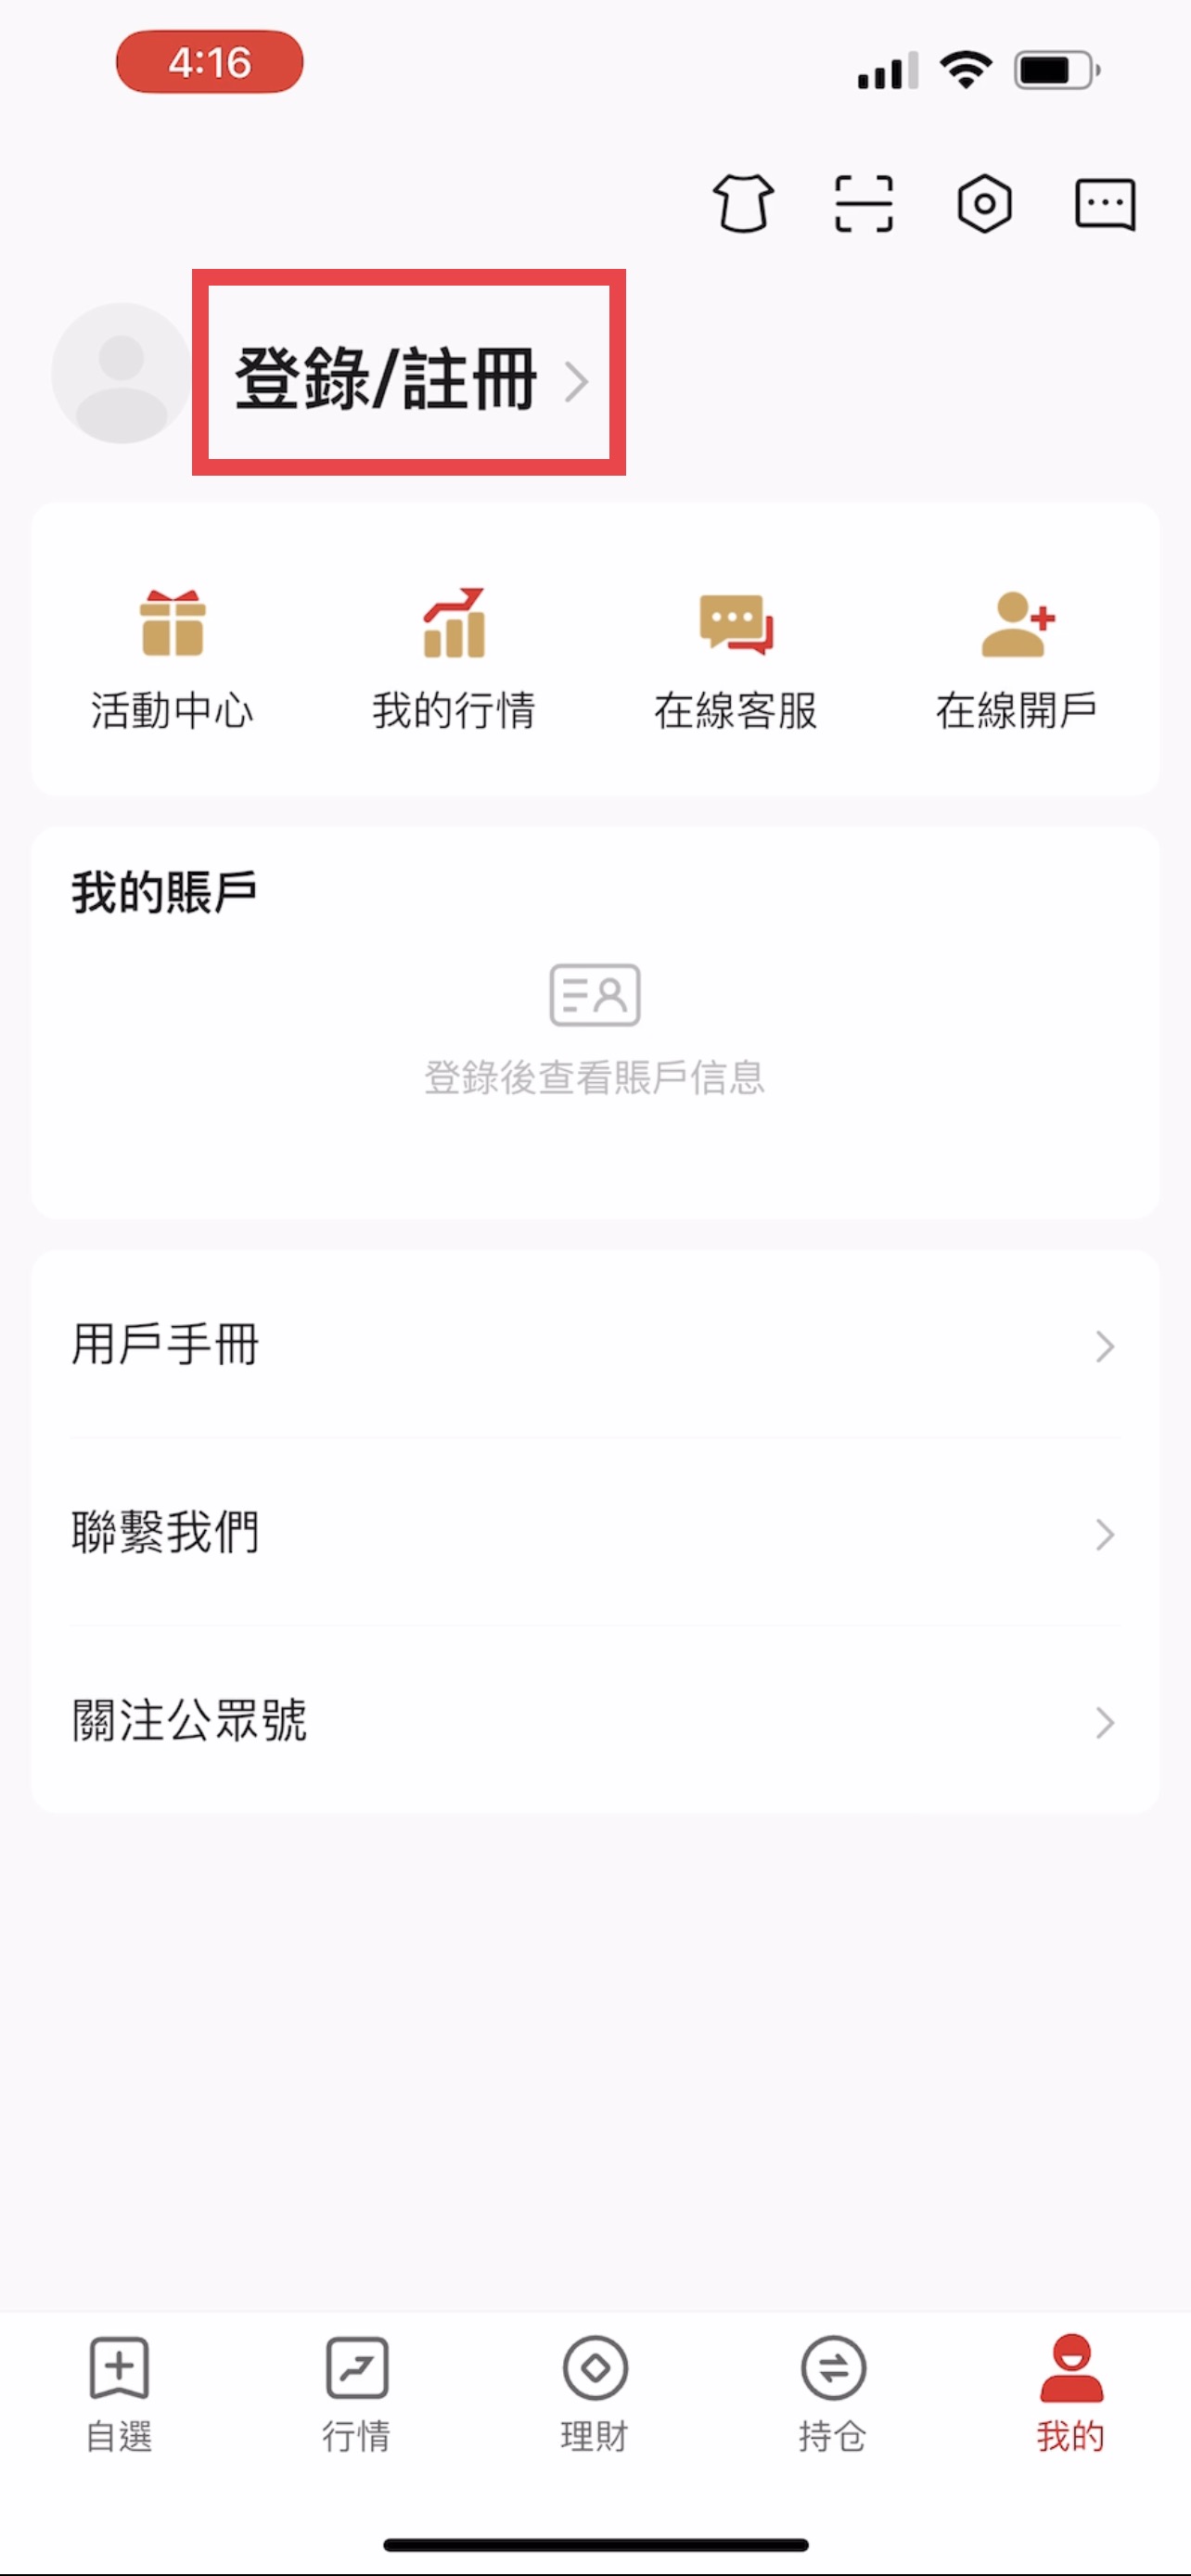 4:16
登錄/註冊
活動中心 我的行情 在線客服 在線開戶
我的賬戶
登錄後查看賬戶信息
用戶手冊
聯繫我們
關注公眾號
自選 行情 理財 持仓 我的